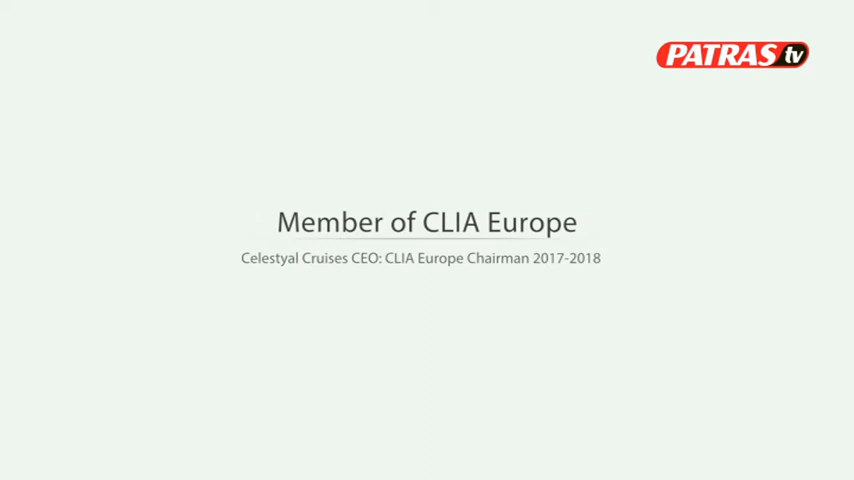 PATRAS tv
Member of CLIA Europe
Celestyal Cruises CEO: CLIA Europe Chairman 2017-2018